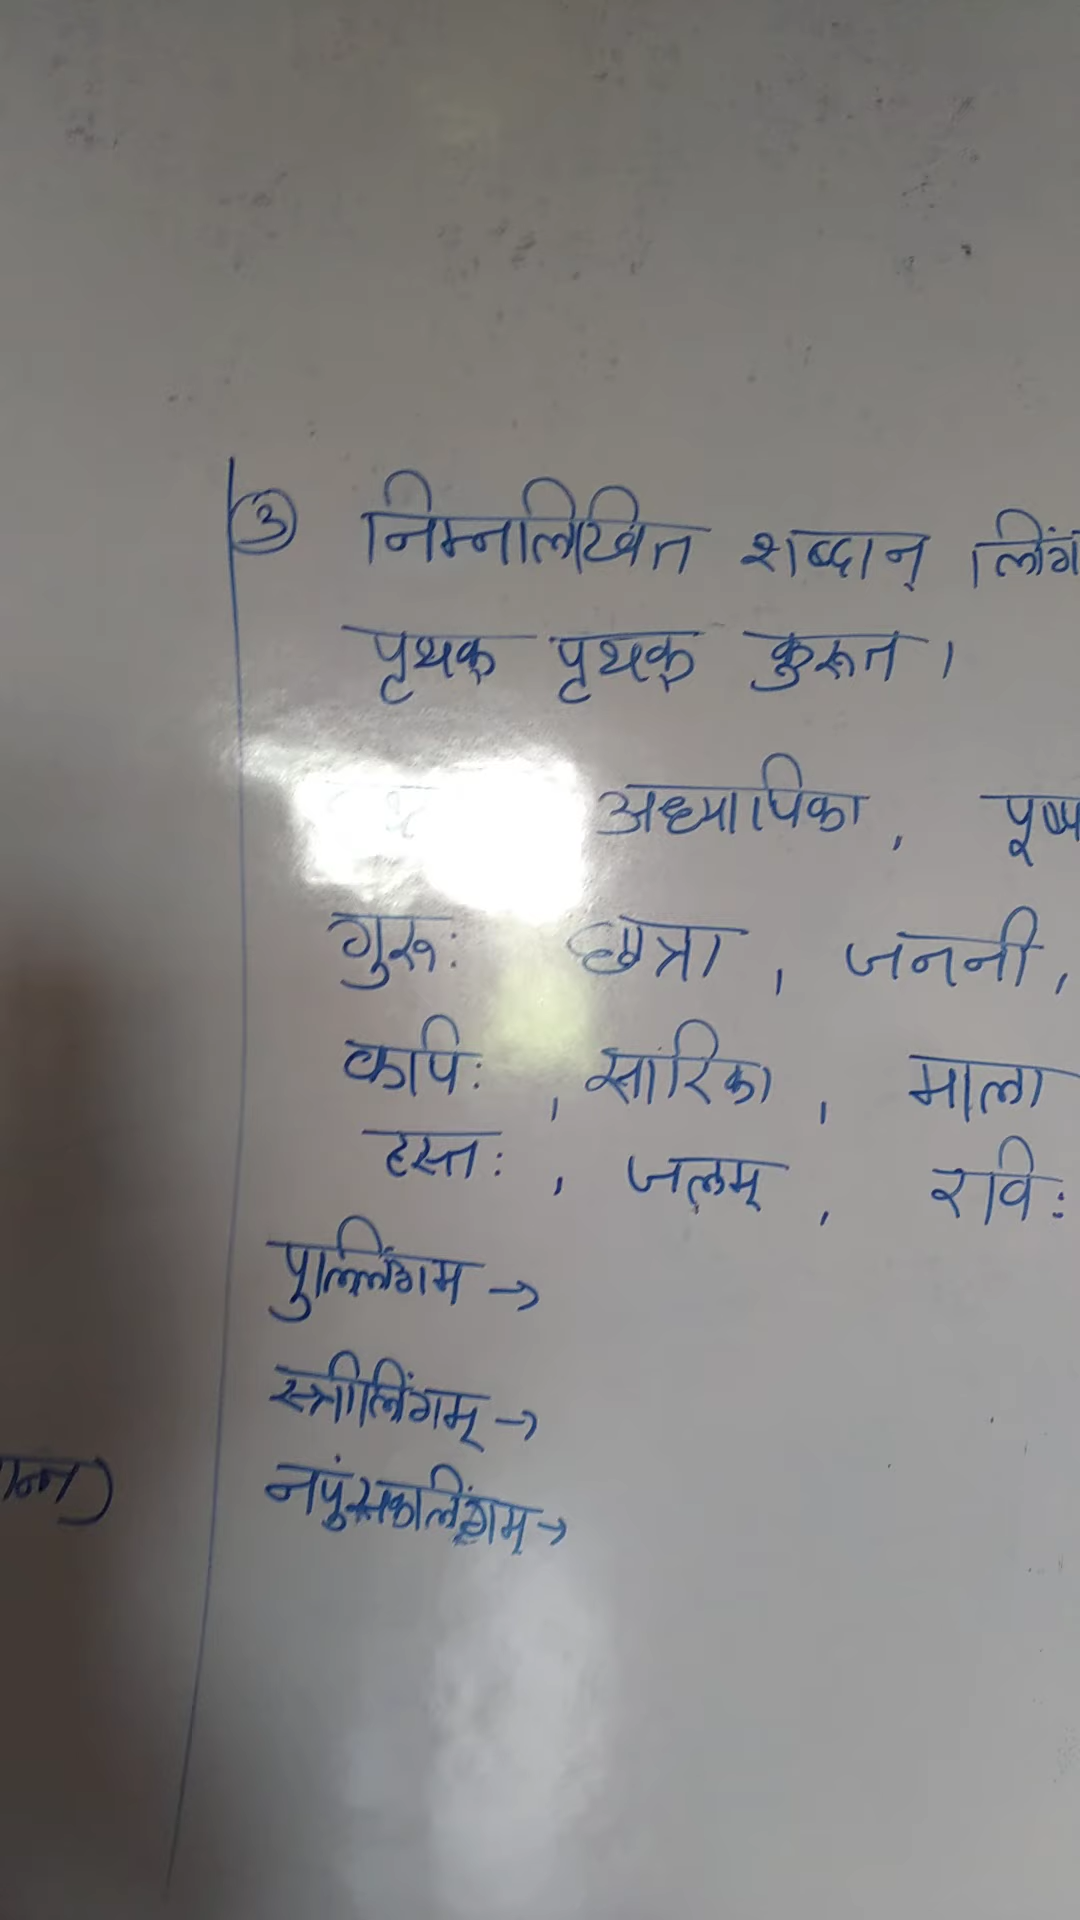 ③ निम्नलिखित शब्दान् लिंग
पृथक् पृथक् कुरूत ।
अध्यापिका , पूष्प
गुरू: छात्रा , जननी ,
कपि: , सारिका , माला
हस्त: , जलम् , रवि:
पुल्लिंगम →
स्त्रीलिंगम् →
नपुंसकलिंगम् →